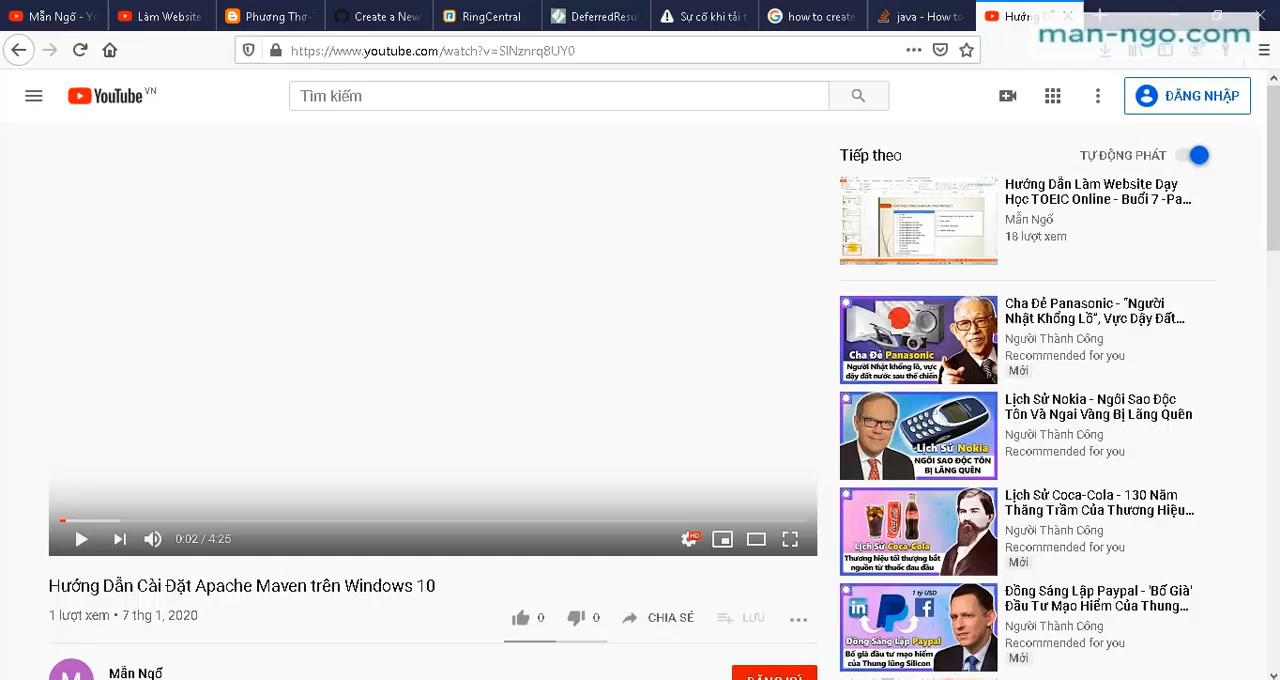 Mẫn Ngố - Y
Làm Website
Phương Thơ
Create a New
RingCentral
DeferredResu
Sự cố khi tải t
how to create
java - How to
Hướng D
man-ngo.com
https://www.youtube.com/watch?v=SlNznrq8UY0
YouTube VN
Tìm kiếm
ĐĂNG NHẬP
Tiếp theo
TỰ ĐỘNG PHÁT
Hướng Dẫn Làm Website Dạy
Học TOEIC Online - Buổi 7 -Pa...
Mẫn Ngố
18 lượt xem
Cha Đẻ Panasonic
Người Nhật khổng lồ, vực
dậy đất nước sau thế chiến
Cha Đẻ Panasonic - “Người
Nhật Khổng Lồ”, Vực Dậy Đất...
Người Thành Công
Recommended for you
Mới
Lịch Sử Nokia
NGÔI SAO ĐỘC TÔN
BỊ LÃNG QUÊN
Lịch Sử Nokia - Ngôi Sao Độc
Tôn Và Ngai Vàng Bị Lãng Quên
Người Thành Công
Recommended for you
Lịch Sử Coca-Cola
Thương hiệu tối thượng bắt
nguồn từ thuốc đau đầu
Lịch Sử Coca-Cola - 130 Năm
Thăng Trầm Của Thương Hiệu...
Người Thành Công
Recommended for you
Mới
1 tỷ USD
Đồng Sáng Lập Paypal
Bố già đầu tư mạo hiểm
của Thung lũng Silicon
Đồng Sáng Lập Paypal - 'Bố Già'
Đầu Tư Mạo Hiểm Của Thung...
Người Thành Công
Recommended for you
Mới
0:02 / 4:25
HD
Hướng Dẫn Cài Đặt Apache Maven trên Windows 10
1 lượt xem • 7 thg 1, 2020
0
0
CHIA SẺ
LƯU
Mẫn Ngố
ĐĂNG KÝ